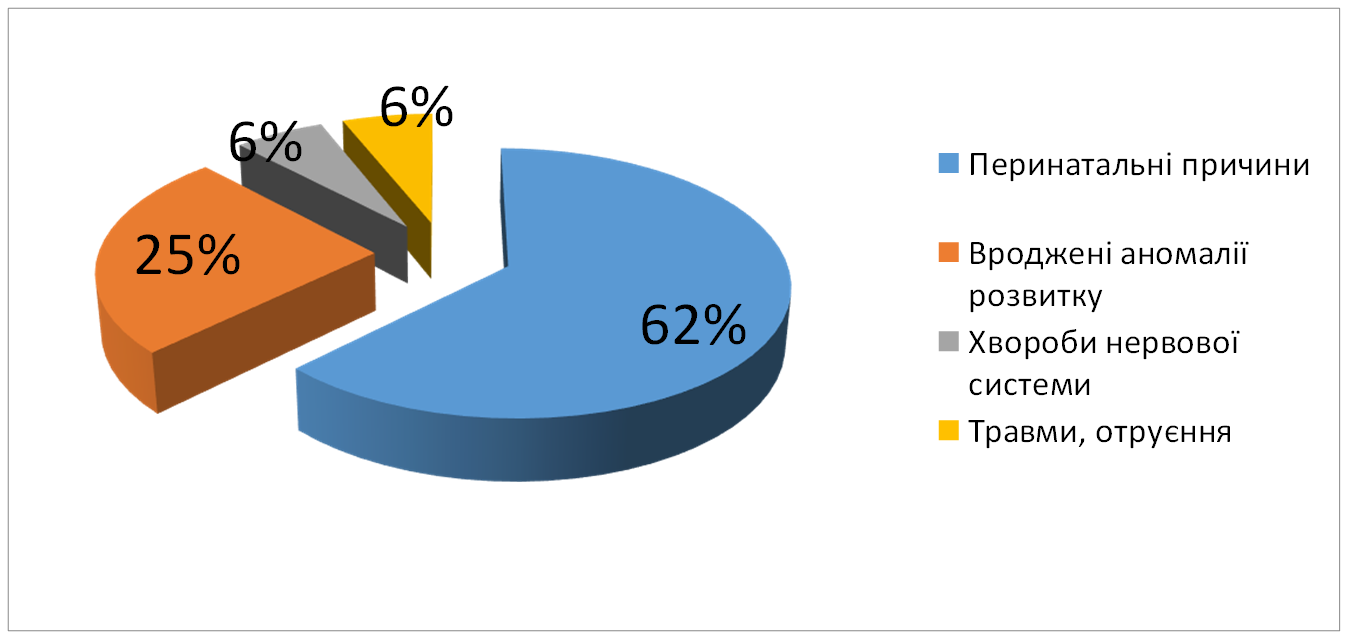 6%
6%
25%
62%
Перинатальні причини
Вроджені аномалії
розвитку
Хвороби нервової
системи
Травми, отруєння